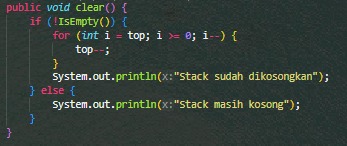 public void clear() {
    if (!IsEmpty()) {
        for (int i = top; i >= 0; i--) {
            top--;
        }
        System.out.println(x:"Stack sudah dikosongkan");
    } else {
        System.out.println(x:"Stack masih kosong");
    }
}